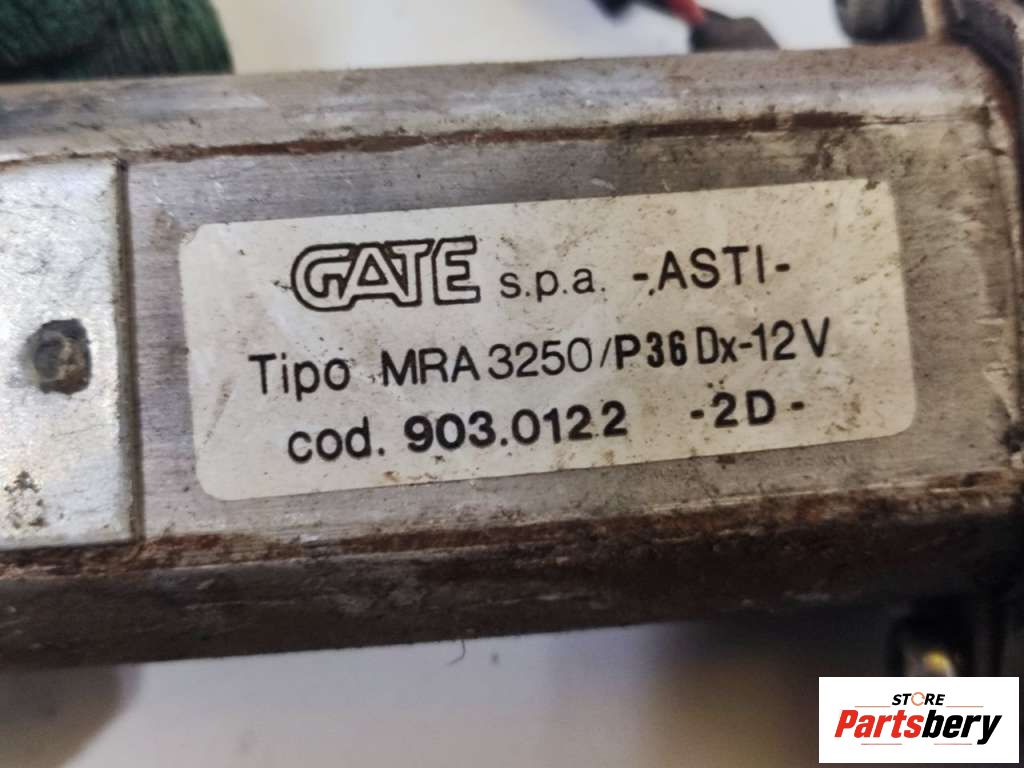 GATE s.p.a. -ASTI-
Tipo MRA 3250/P36 Dx-12V
cod. 903.0122 -2D-
STORE
Partsbery